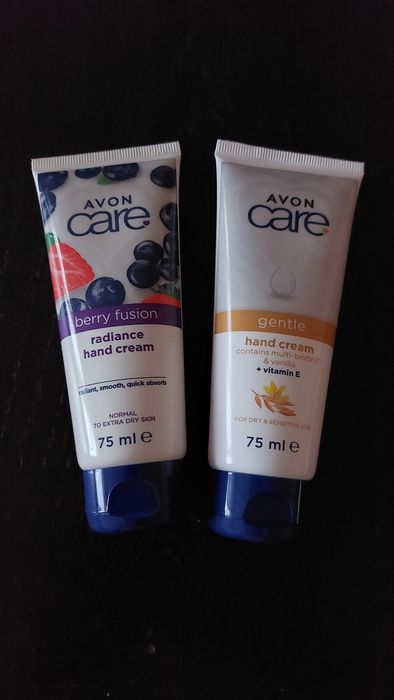 AVON
care
berry fusion
radiance
hand cream
radiant, smooth, quick absorb
NORMAL
TO EXTRA DRY SKIN
75 ml e
AVON
care
gentle
hand cream
contains multi-biotics*
& vanilla
+ vitamin E
FOR DRY & SENSITIVE SKIN
75 ml e